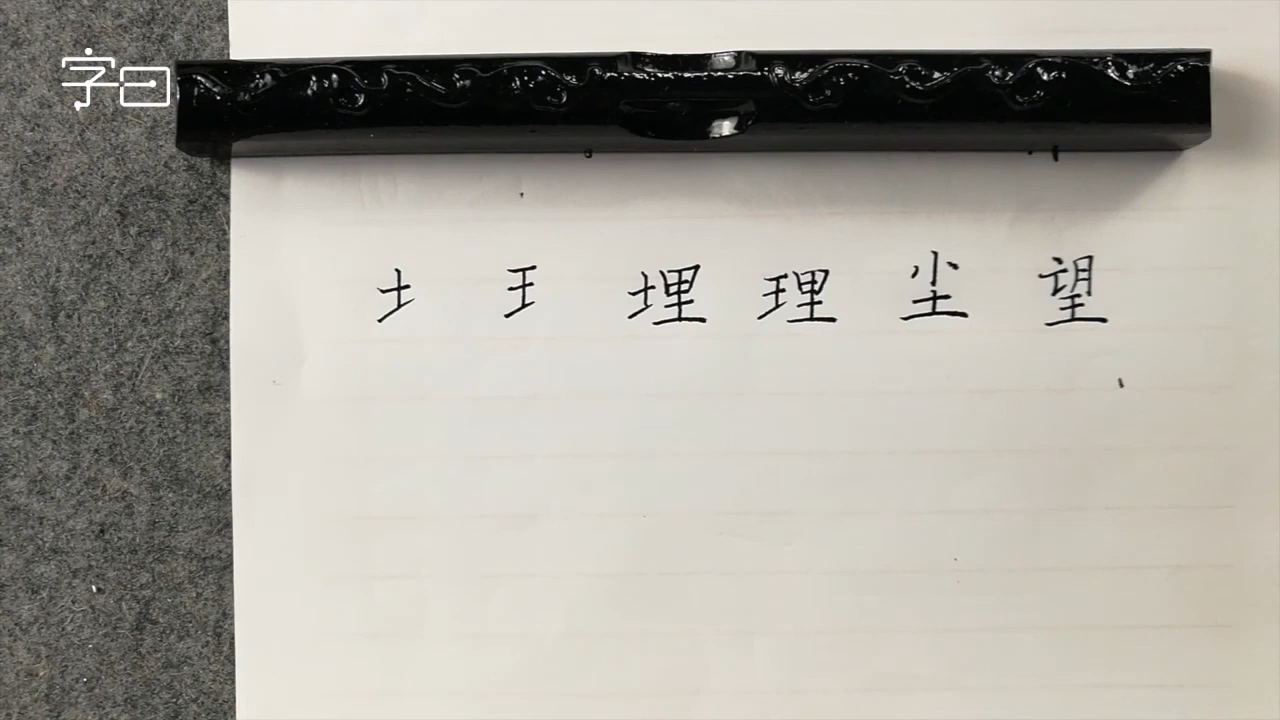 字曰
土 王 埋 理 尘 望